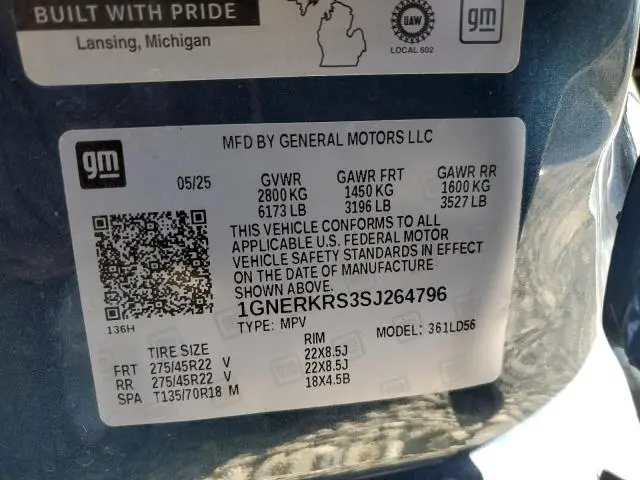 BUILT WITH PRIDE
Lansing, Michigan
UAW
LOCAL 602
gm
gm
MFD BY GENERAL MOTORS LLC
05/25
GVWR
2800 KG
6173 LB
GAWR FRT
1450 KG
3196 LB
GAWR RR
1600 KG
3527 LB
THIS VEHICLE CONFORMS TO ALL
APPLICABLE U.S. FEDERAL MOTOR
VEHICLE SAFETY STANDARDS IN EFFECT
ON THE DATE OF MANUFACTURE
SHOWN ABOVE.
136H
1GNERKRS3SJ264796
TYPE: MPV
MODEL: 361LD56
TIRE SIZE RIM
FRT 275/45R22 V 22X8.5J
RR 275/45R22 V 22X8.5J
SPA T135/70R18 M 18X4.5B